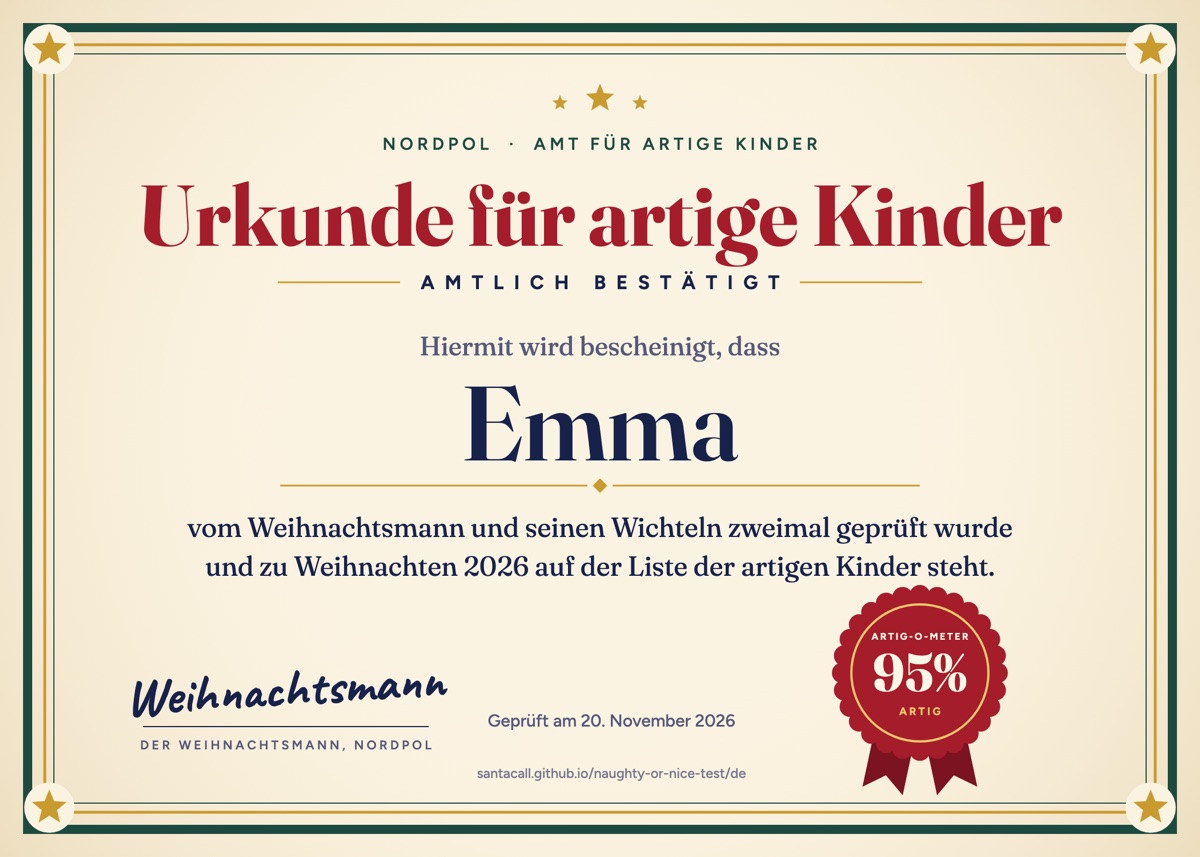 NORDPOL · AMT FÜR ARTIGE KINDER
Urkunde für artige Kinder
AMTLICH BESTÄTIGT
Hiermit wird bescheinigt, dass
Emma
vom Weihnachtsmann und seinen Wichteln zweimal geprüft wurde
und zu Weihnachten 2026 auf der Liste der artigen Kinder steht.
ARTIG-O-METER
95%
ARTIG
Weihnachtsmann
DER WEIHNACHTSMANN, NORDPOL
Geprüft am 20. November 2026
santacall.github.io/naughty-or-nice-test/de